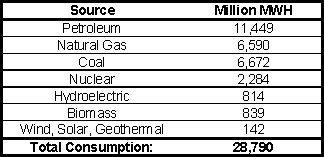 Source Million MWH
Petroleum 11,449
Natural Gas 6,590
Coal 6,672
Nuclear 2,284
Hydroelectric 814
Biomass 839
Wind, Solar, Geothermal 142
Total Consumption: 28,790